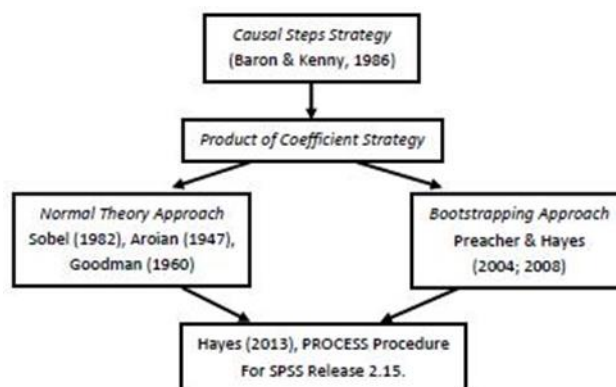 Causal Steps Strategy
(Baron & Kenny, 1986)
Product of Coefficient Strategy
Normal Theory Approach
Sobel (1982), Aroian (1947),
Goodman (1960)
Bootstrapping Approach
Preacher & Hayes
(2004; 2008)
Hayes (2013), PROCESS Procedure
For SPSS Release 2.15.